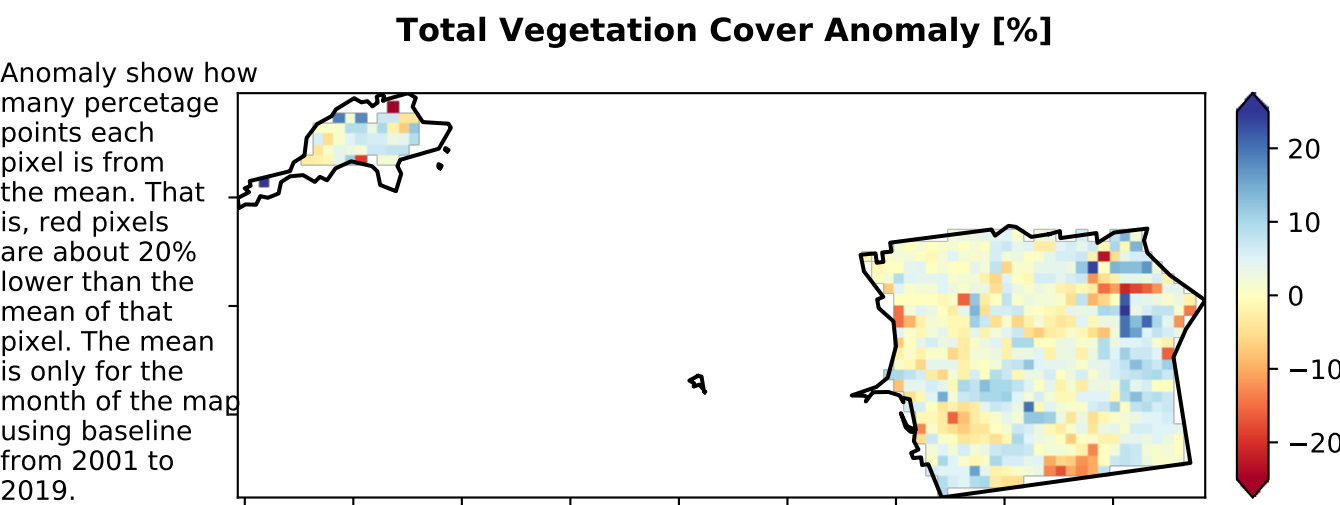 Total Vegetation Cover Anomaly [%]
Anomaly show how
many percetage
points each
pixel is from
the mean. That
is, red pixels
are about 20%
lower than the
mean of that
pixel. The mean
is only for the
month of the map
using baseline
from 2001 to
2019.
20
10
0
−10
−20